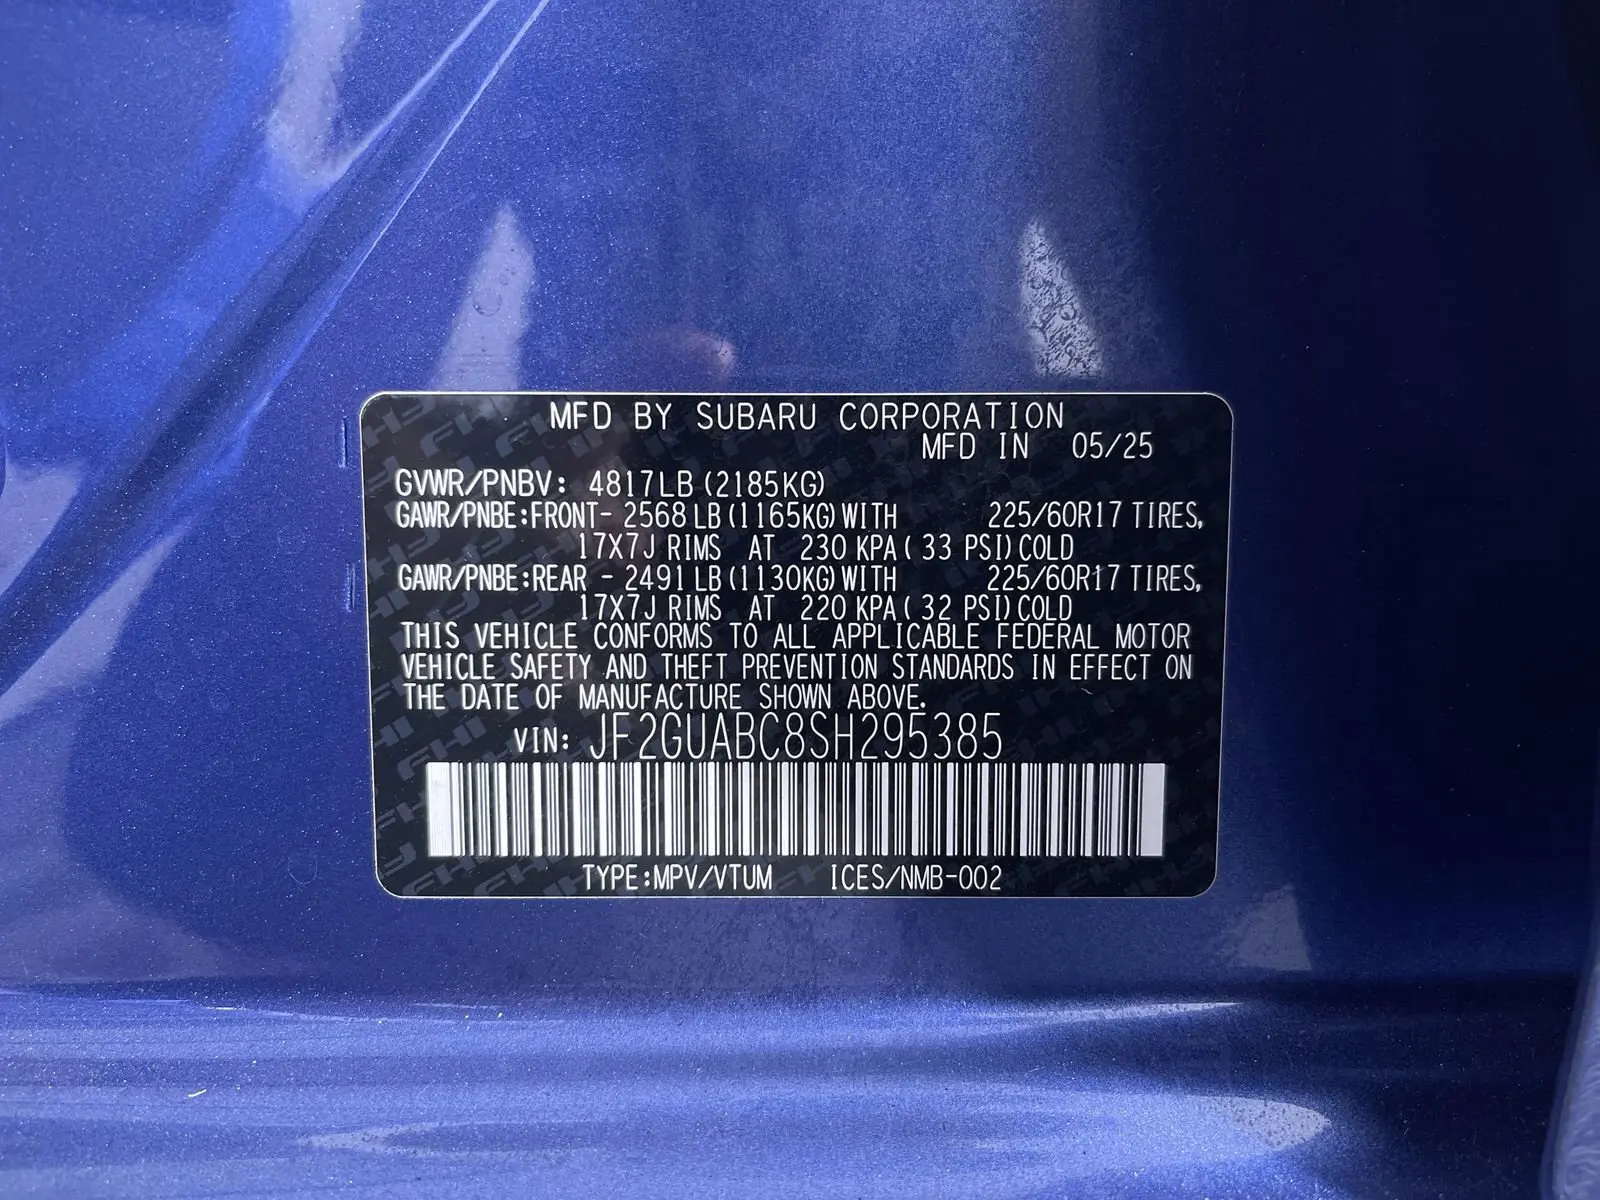 MFD BY SUBARU CORPORATION
MFD IN 05/25
GVWR/PNBV: 4817LB (2185KG)
GAWR/PNBE:FRONT- 2568 LB (1165KG) WITH 225/60R17 TIRES,
17X7J RIMS AT 230 KPA ( 33 PSI) COLD
GAWR/PNBE:REAR - 2491 LB (1130KG) WITH 225/60R17 TIRES,
17X7J RIMS AT 220 KPA ( 32 PSI) COLD
THIS VEHICLE CONFORMS TO ALL APPLICABLE FEDERAL MOTOR
VEHICLE SAFETY AND THEFT PREVENTION STANDARDS IN EFFECT ON
THE DATE OF MANUFACTURE SHOWN ABOVE.
VIN: JF2GUABC8SH295385
TYPE:MPV/VTUM ICES/NMB-002